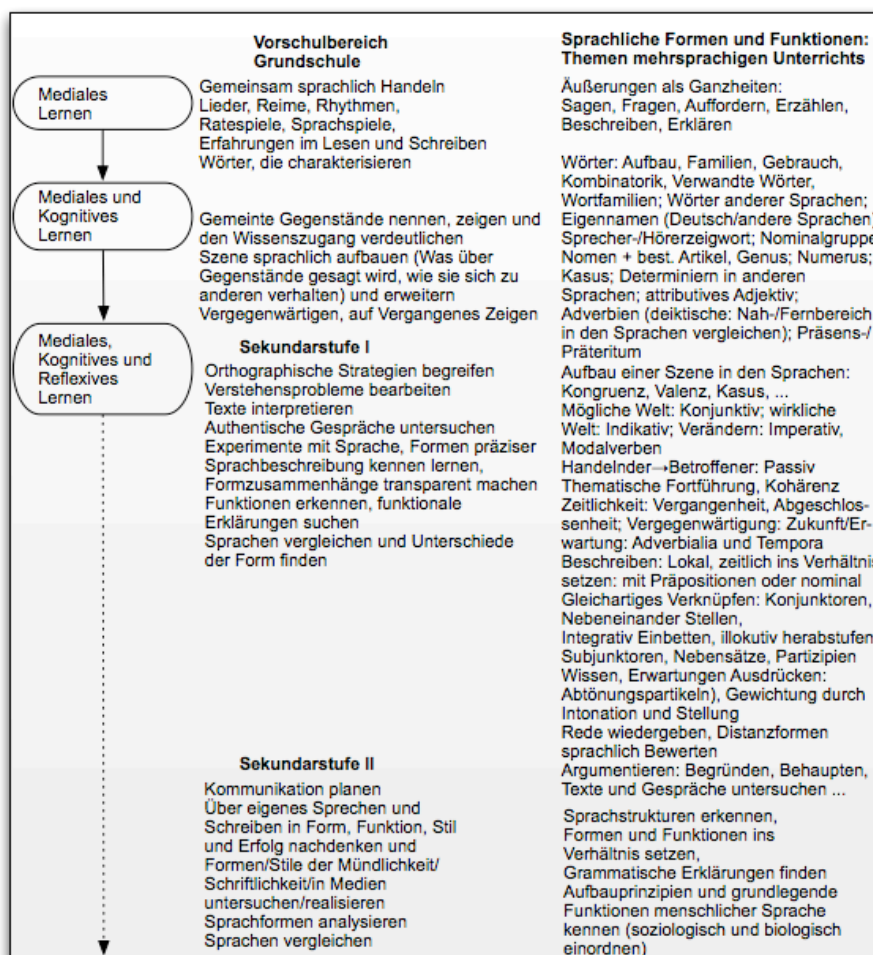 Mediales
Lernen
Mediales und
Kognitives
Lernen
Mediales,
Kognitives und
Reflexives
Lernen
Vorschulbereich
Grundschule
Gemeinsam sprachlich Handeln
Lieder, Reime, Rhythmen,
Ratespiele, Sprachspiele,
Erfahrungen im Lesen und Schreiben
Wörter, die charakterisieren
Gemeinte Gegenstände nennen, zeigen und
den Wissenszugang verdeutlichen
Szene sprachlich aufbauen (Was über
Gegenstände gesagt wird, wie sie sich zu
anderen verhalten) und erweitern
Vergegenwärtigen, auf Vergangenes Zeigen
Sekundarstufe I
Orthographische Strategien begreifen
Verstehensprobleme bearbeiten
Texte interpretieren
Authentische Gespräche untersuchen
Experimente mit Sprache, Formen präziser
Sprachbeschreibung kennen lernen,
Formzusammenhänge transparent machen
Funktionen erkennen, funktionale
Erklärungen suchen
Sprachen vergleichen und Unterschiede
der Form finden
Sekundarstufe II
Kommunikation planen
Über eigenes Sprechen und
Schreiben in Form, Funktion, Stil
und Erfolg nachdenken und
Formen/Stile der Mündlichkeit/
Schriftlichkeit/in Medien
untersuchen/realisieren
Sprachformen analysieren
Sprachen vergleichen
Sprachliche Formen und Funktionen:
Themen mehrsprachigen Unterrichts
Äußerungen als Ganzheiten:
Sagen, Fragen, Auffordern, Erzählen,
Beschreiben, Erklären
Wörter: Aufbau, Familien, Gebrauch,
Kombinatorik, Verwandte Wörter,
Wortfamilien; Wörter anderer Sprachen;
Eigennamen (Deutsch/andere Sprachen)
Sprecher-/Hörerzeigwort; Nominalgruppe
Nomen + best. Artikel, Genus; Numerus;
Kasus; Determiniern in anderen
Sprachen; attributives Adjektiv;
Adverbien (deiktische: Nah-/Fernbereich
in den Sprachen vergleichen); Präsens-/
Präteritum
Aufbau einer Szene in den Sprachen:
Kongruenz, Valenz, Kasus, ...
Mögliche Welt: Konjunktiv; wirkliche
Welt: Indikativ; Verändern: Imperativ,
Modalverben
Handelnder→Betroffener: Passiv
Thematische Fortführung, Kohärenz
Zeitlichkeit: Vergangenheit, Abgeschlos-
senheit; Vergegenwärtigung: Zukunft/Er-
wartung: Adverbialia und Tempora
Beschreiben: Lokal, zeitlich ins Verhältnis
setzen: mit Präpositionen oder nominal
Gleichartiges Verknüpfen: Konjunktoren,
Nebeneinander Stellen,
Integrativ Einbetten, illokutiv herabstufen
Subjunktoren, Nebensätze, Partizipien
Wissen, Erwartungen Ausdrücken:
Abtönungspartikeln), Gewichtung durch
Intonation und Stellung
Rede wiedergeben, Distanzformen
sprachlich Bewerten
Argumentieren: Begründen, Behaupten,
Texte und Gespräche untersuchen ...
Sprachstrukturen erkennen,
Formen und Funktionen ins
Verhältnis setzen,
Grammatische Erklärungen finden
Aufbauprinzipien und grundlegende
Funktionen menschlicher Sprache
kennen (soziologisch und biologisch
einordnen)